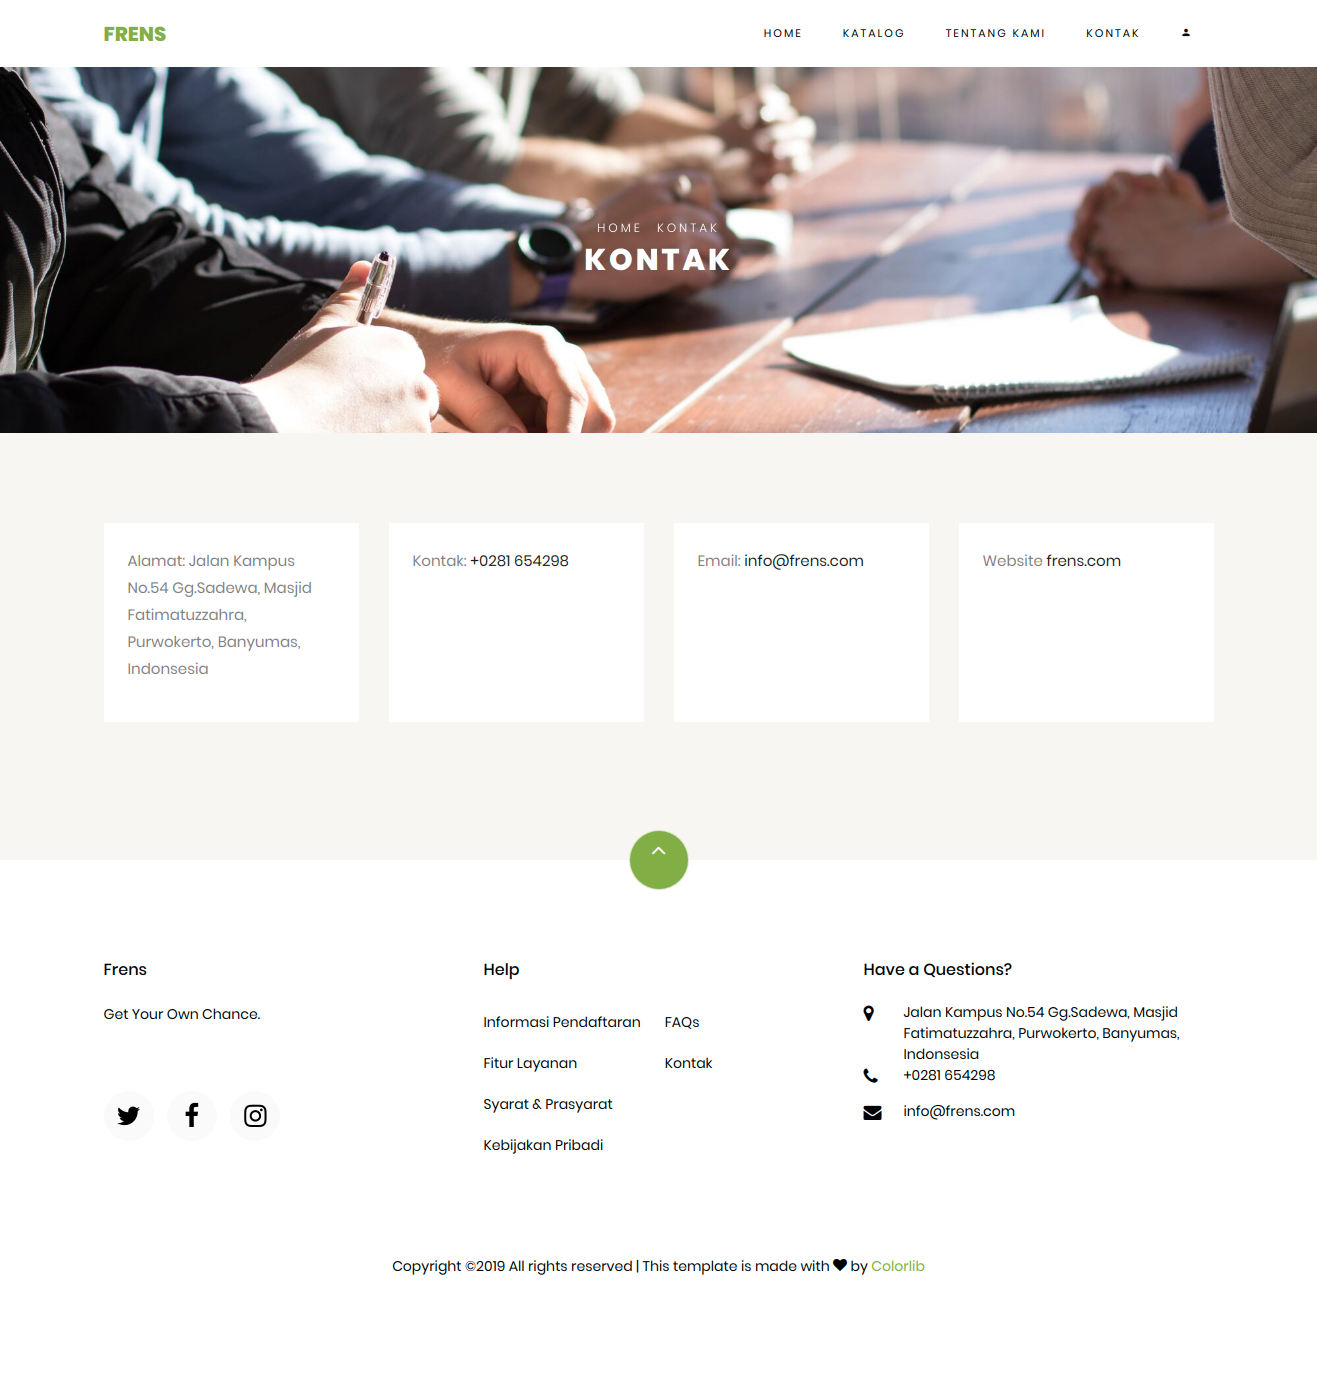 FRENS
HOME KATALOG TENTANG KAMI KONTAK
HOME KONTAK
KONTAK
Alamat: Jalan Kampus
No.54 Gg.Sadewa, Masjid
Fatimatuzzahra,
Purwokerto, Banyumas,
Indonsesia
Kontak: +0281 654298
Email: info@frens.com
Website frens.com
Frens
Get Your Own Chance.
Help
Informasi Pendaftaran
Fitur Layanan
Syarat & Prasyarat
Kebijakan Pribadi
FAQs
Kontak
Have a Questions?
Jalan Kampus No.54 Gg.Sadewa, Masjid
Fatimatuzzahra, Purwokerto, Banyumas,
Indonsesia
+0281 654298
info@frens.com
Copyright ©2019 All rights reserved | This template is made with ♥ by Colorlib